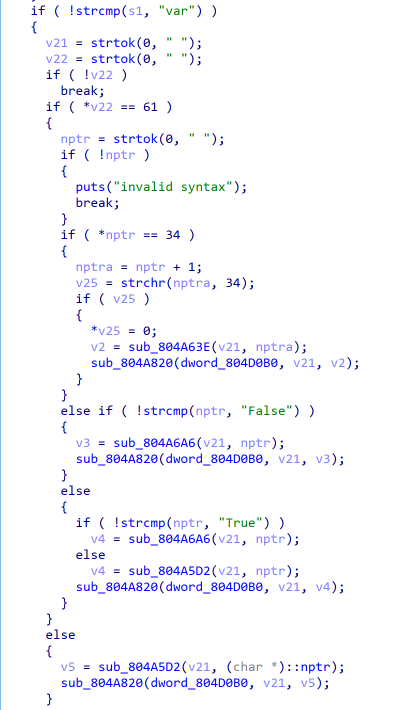 if ( !strcmp(s1, "var") )
{
v21 = strtok(0, " ");
v22 = strtok(0, " ");
if ( !v22 )
break;
if ( *v22 == 61 )
{
nptr = strtok(0, " ");
if ( !nptr )
{
puts("invalid syntax");
break;
}
if ( *nptr == 34 )
{
nptra = nptr + 1;
v25 = strchr(nptra, 34);
if ( v25 )
{
*v25 = 0;
v2 = sub_804A63E(v21, nptra);
sub_804A820(dword_804D0B0, v21, v2);
}
}
else if ( !strcmp(nptr, "False") )
{
v3 = sub_804A6A6(v21, nptr);
sub_804A820(dword_804D0B0, v21, v3);
}
else
{
if ( !strcmp(nptr, "True") )
v4 = sub_804A6A6(v21, nptr);
else
v4 = sub_804A5D2(v21, nptr);
sub_804A820(dword_804D0B0, v21, v4);
}
}
else
{
v5 = sub_804A5D2(v21, (char *)::nptr);
sub_804A820(dword_804D0B0, v21, v5);
}